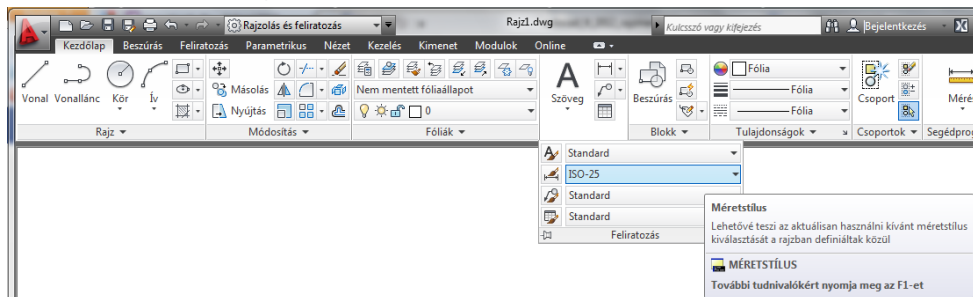 Rajzolás és feliratozás Rajz1.dwg Kulcsszó vagy kifejezés Bejelentkezés
Kezdőlap Beszúrás Feliratozás Parametrikus Nézet Kezelés Kimenet Modulok Online
Vonal Vonallánc Kör Ív
Másolás
Nyújtás
Nem mentett fóliaállapot
0
Szöveg
Beszúrás
Fólia
Fólia
Fólia
Csoport
Méré
Rajz Módosítás Fóliák Blokk Tulajdonságok Csoportok Segédprog
Standard
ISO-25
Standard
Standard
Feliratozás
Méretstílus
Lehetővé teszi az aktuálisan használni kívánt méretstílus
kiválasztását a rajzban definiáltak közül
MÉRETSTÍLUS
További tudnivalókért nyomja meg az F1-et